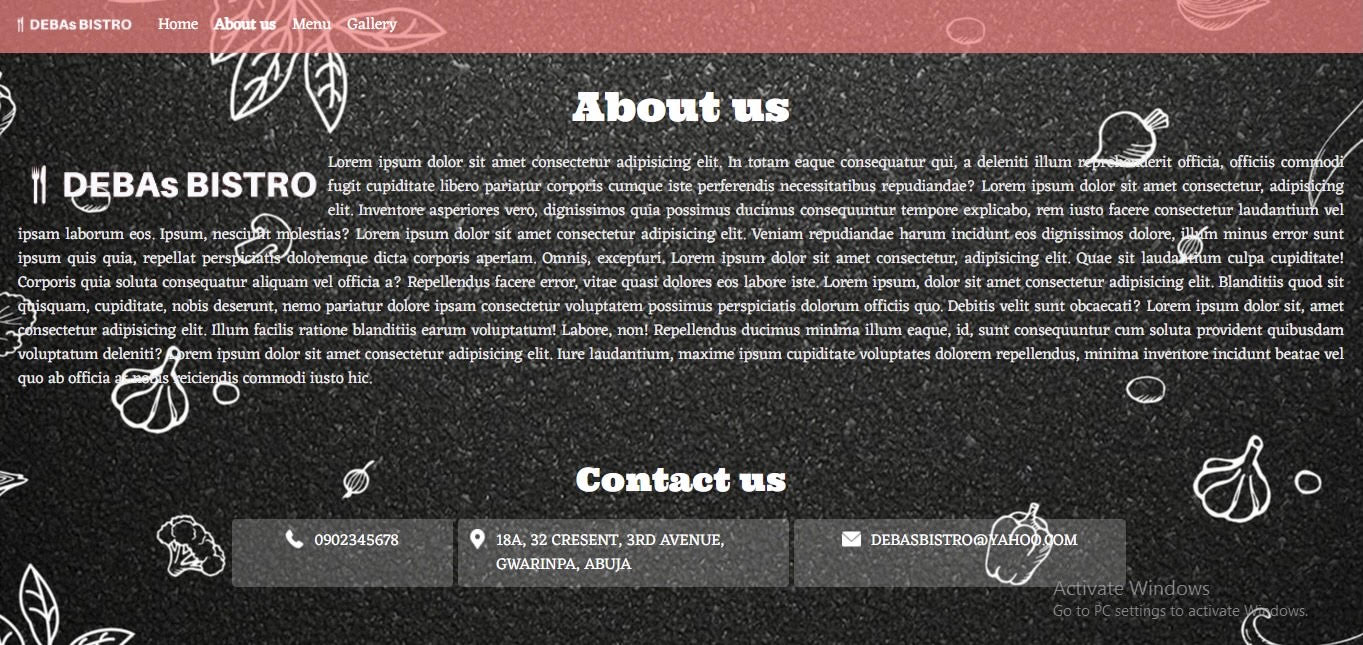 DEBAs BISTRO Home About us Menu Gallery
About us
DEBAs BISTRO
Lorem ipsum dolor sit amet consectetur adipisicing elit. In totam eaque consequatur qui, a deleniti illum reprehenderit officia, officiis commodi
fugit cupiditate libero pariatur corporis cumque iste perferendis necessitatibus repudiandae? Lorem ipsum dolor sit amet consectetur, adipisicing
elit. Inventore asperiores vero, dignissimos quia possimus ducimus consequuntur tempore explicabo, rem iusto facere consectetur laudantium vel
ipsam laborum eos. Ipsum, nesciunt molestias? Lorem ipsum dolor sit amet consectetur adipisicing elit. Veniam repudiandae harum incidunt eos dignissimos dolore, illum minus error sunt
ipsum quis quia, repellat perspiciatis doloremque dicta corporis aperiam. Omnis, excepturi. Lorem ipsum dolor sit amet consectetur, adipisicing elit. Quae sit laudantium culpa cupiditate!
Corporis quia soluta consequatur aliquam vel officia a? Repellendus facere error, vitae quasi dolores eos labore iste. Lorem ipsum, dolor sit amet consectetur adipisicing elit. Blanditiis quod sit
quisquam, cupiditate, nobis deserunt, nemo pariatur dolore ipsam consectetur voluptatem possimus perspiciatis dolorum officiis quo. Debitis velit sunt obcaecati? Lorem ipsum dolor sit, amet
consectetur adipisicing elit. Illum facilis ratione blanditiis earum voluptatum! Labore, non! Repellendus ducimus minima illum eaque, id, sunt consequuntur cum soluta provident quibusdam
voluptatum deleniti? Lorem ipsum dolor sit amet consectetur adipisicing elit. Iure laudantium, maxime ipsum cupiditate voluptates dolorem repellendus, minima inventore incidunt beatae vel
quo ab officia at nobis reiciendis commodi iusto hic.
Contact us
0902345678
18A, 32 CRESENT, 3RD AVENUE,
GWARINPA, ABUJA
DEBASBISTRO@YAHOO.COM
Activate Windows
Go to PC settings to activate Windows.